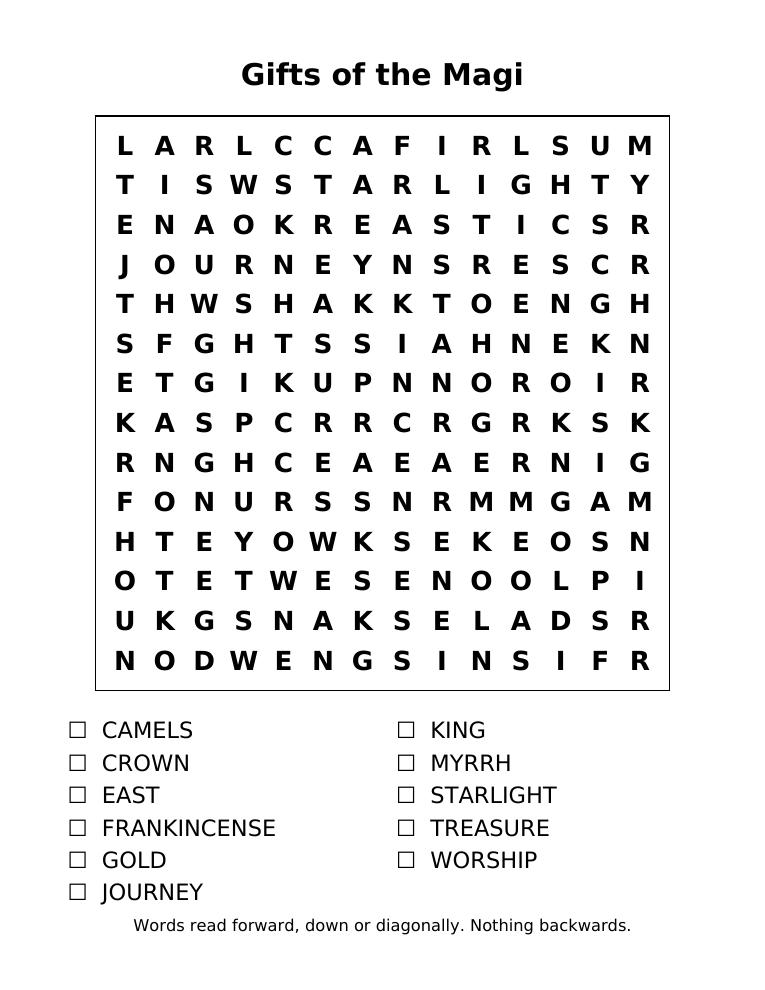 Gifts of the Magi
L A R L C C A F I R L S U M
T I S W S T A R L I G H T Y
E N A O K R E A S T I C S R
J O U R N E Y N S R E S C R
T H W S H A K K T O E N G H
S F G H T S S I A H N E K N
E T G I K U P N N O R O I R
K A S P C R R C R G R K S K
R N G H C E A E A E R N I G
F O N U R S S N R M M G A M
H T E Y O W K S E K E O S N
O T E T W E S E N O O L P I
U K G S N A K S E L A D S R
N O D W E N G S I N S I F R
☐ CAMELS ☐ KING
☐ CROWN ☐ MYRRH
☐ EAST ☐ STARLIGHT
☐ FRANKINCENSE ☐ TREASURE
☐ GOLD ☐ WORSHIP
☐ JOURNEY
Words read forward, down or diagonally. Nothing backwards.